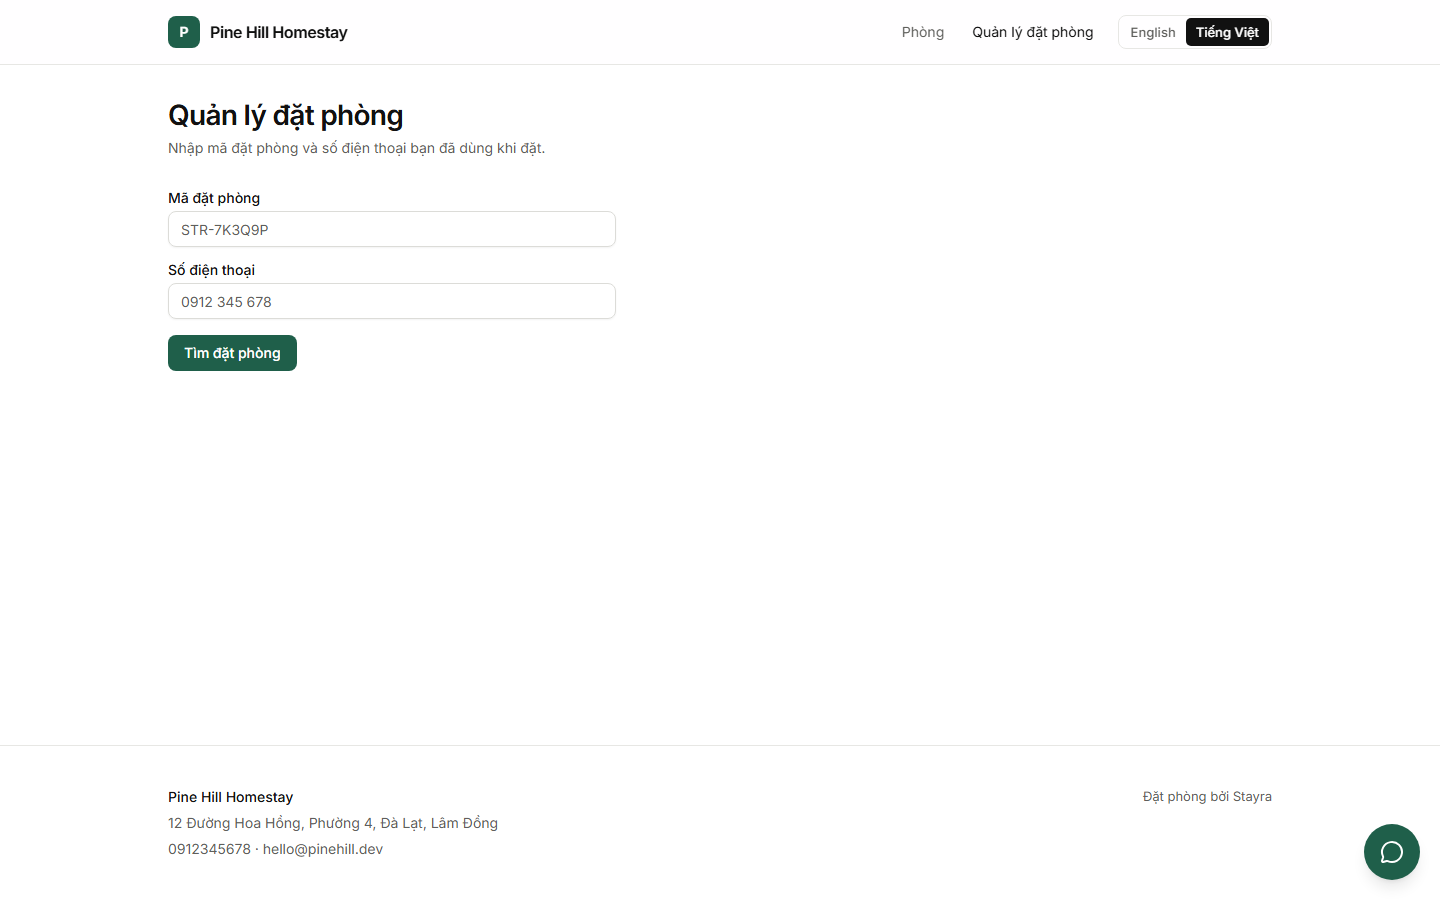 P Pine Hill Homestay Phòng Quản lý đặt phòng English Tiếng Việt
Quản lý đặt phòng
Nhập mã đặt phòng và số điện thoại bạn đã dùng khi đặt.
Mã đặt phòng
STR-7K3Q9P
Số điện thoại
0912 345 678
Tìm đặt phòng
Pine Hill Homestay Đặt phòng bởi Stayra
12 Đường Hoa Hồng, Phường 4, Đà Lạt, Lâm Đồng
0912345678 · hello@pinehill.dev